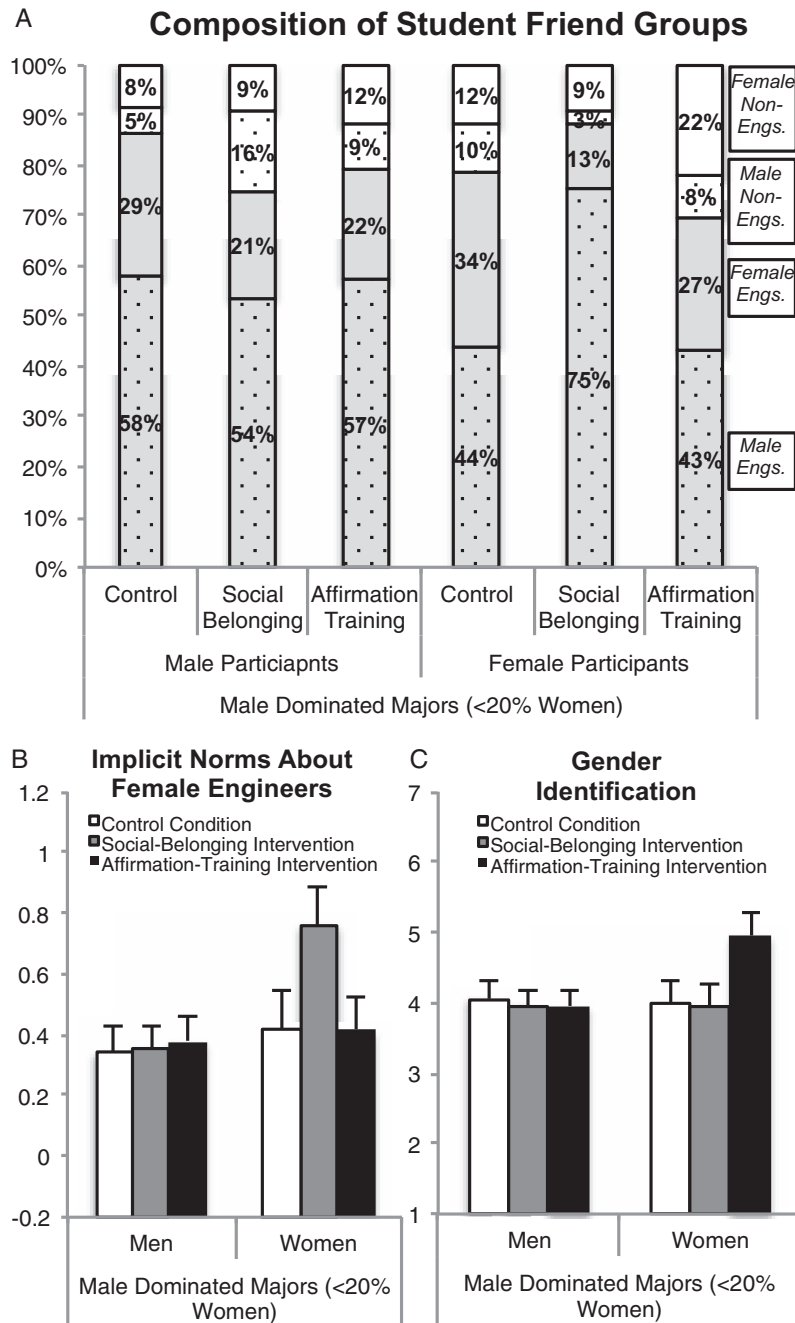 A
Composition of Student Friend Groups
100%
90%
80%
70%
60%
50%
40%
30%
20%
10%
0%
8%
5%
29%
58%
9%
16%
21%
54%
12%
9%
22%
57%
12%
10%
34%
44%
9%
3%
13%
75%
22%
8%
27%
43%
Female
Non-
Engs.
Male
Non-
Engs.
Female
Engs.
Male
Engs.
Control
Social
Belonging
Affirmation
Training
Control
Social
Belonging
Affirmation
Training
Male Particiapnts
Female Participants
Male Dominated Majors (<20% Women)
B
Implicit Norms About
Female Engineers
1.2
1
0.8
0.6
0.4
0.2
0
-0.2
Control Condition
Social-Belonging Intervention
Affirmation-Training Intervention
Men
Women
Male Dominated Majors (<20%
Women)
C
Gender
Identification
7
6
5
4
3
2
1
Control Condition
Social-Belonging Intervention
Affirmation-Training Intervention
Men
Women
Male Dominated Majors (<20%
Women)